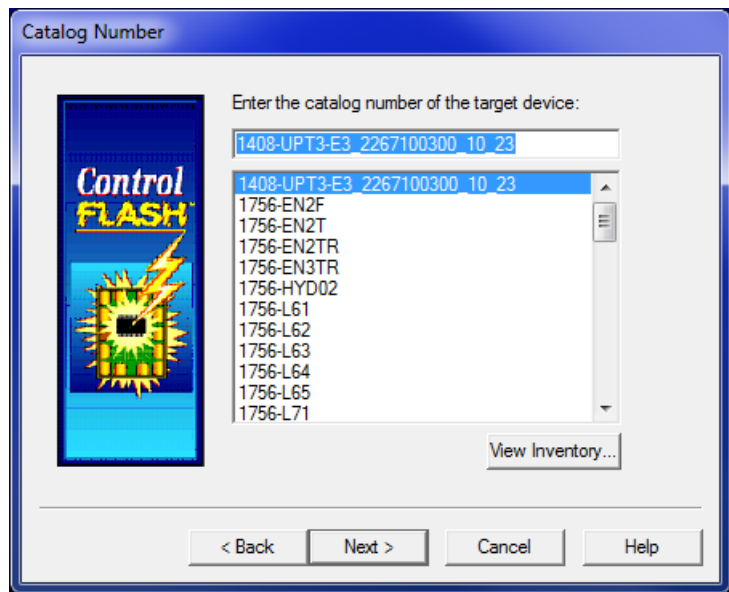 Catalog Number
Control
FLASH
Enter the catalog number of the target device:
1408-UPT3-E3_2267100300_10_23
1408-UPT3-E3_2267100300_10_23
1756-EN2F
1756-EN2T
1756-EN2TR
1756-EN3TR
1756-HYD02
1756-L61
1756-L62
1756-L63
1756-L64
1756-L65
1756-L71
View Inventory...
< Back
Next >
Cancel
Help